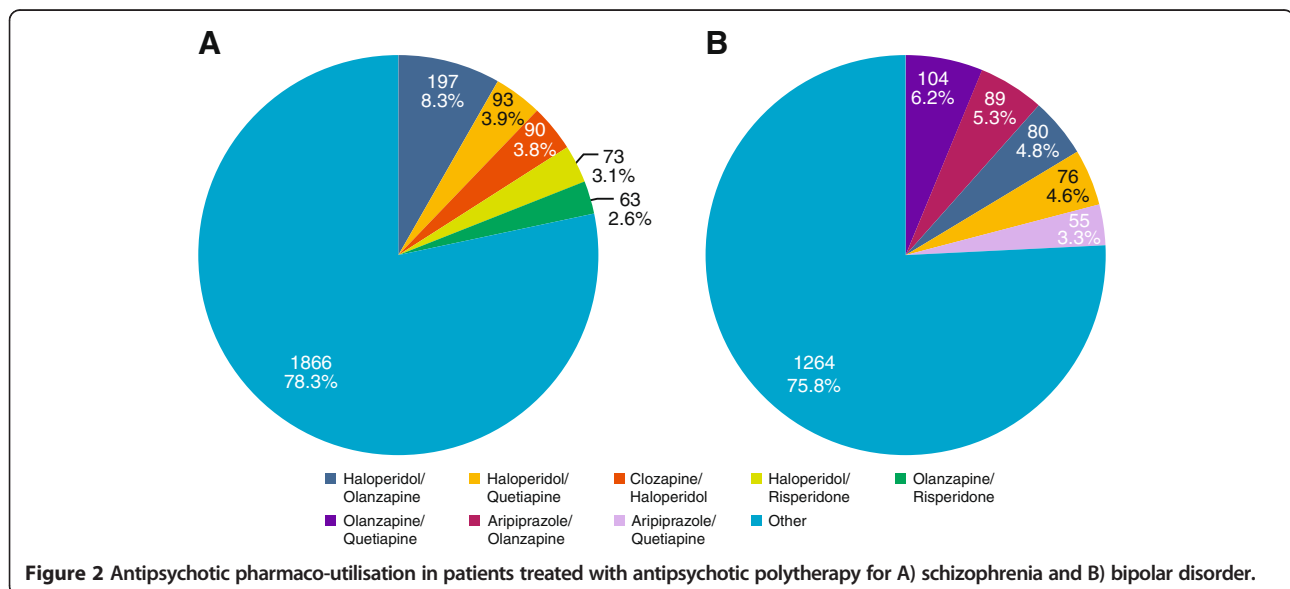 A
B
197
8.3%
93
3.9%
90
3.8%
73
3.1%
63
2.6%
1866
78.3%
104
6.2%
89
5.3%
80
4.8%
76
4.6%
55
3.3%
1264
75.8%
Haloperidol/
Olanzapine
Haloperidol/
Quetiapine
Clozapine/
Haloperidol
Haloperidol/
Risperidone
Olanzapine/
Risperidone
Olanzapine/
Quetiapine
Aripiprazole/
Olanzapine
Aripiprazole/
Quetiapine
Other
Figure 2 Antipsychotic pharmaco-utilisation in patients treated with antipsychotic polytherapy for A) schizophrenia and B) bipolar disorder.